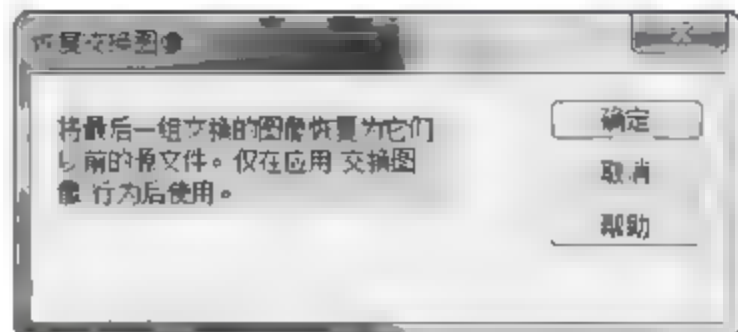 恢复交换图像
将最后一组交换的图像恢复为它们
以前的源文件。仅在应用 交换图
像 行为后使用。
确定
取消
帮助